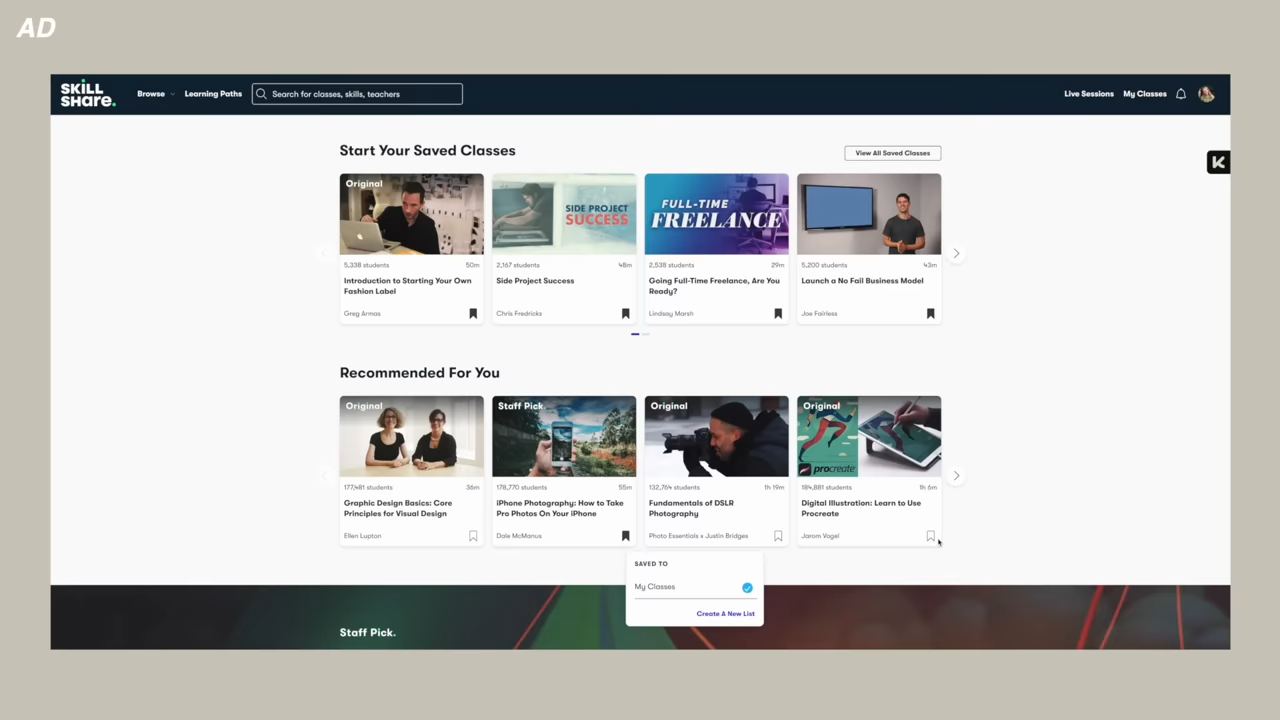 AD
SKILL
SHare.
Browse
Learning Paths
Search for classes, skills, teachers
Live Sessions
My Classes
Start Your Saved Classes
View All Saved Classes
Original
SIDE PROJECT
SUCCESS
FULL-TIME
FREELANCE
5,338 students 50m
Introduction to Starting Your Own
Fashion Label
Greg Armas
2,167 students 48m
Side Project Success
Chris Fredricks
2,538 students 29m
Going Full-Time Freelance, Are You
Ready?
Lindsay Marsh
5,200 students 43m
Launch a No Fail Business Model
Joe Fairless
Recommended For You
Original
177,481 students 36m
Graphic Design Basics: Core
Principles for Visual Design
Ellen Lupton
Staff Pick.
178,770 students 55m
iPhone Photography: How to Take
Pro Photos On Your iPhone
Dale McManus
Original
132,764 students 1h 19m
Fundamentals of DSLR
Photography
Photo Essentials x Justin Bridges
Original
procreate
184,881 students 1h 6m
Digital Illustration: Learn to Use
Procreate
Jarom Vogel
SAVED TO
My Classes
Create A New List
Staff Pick.